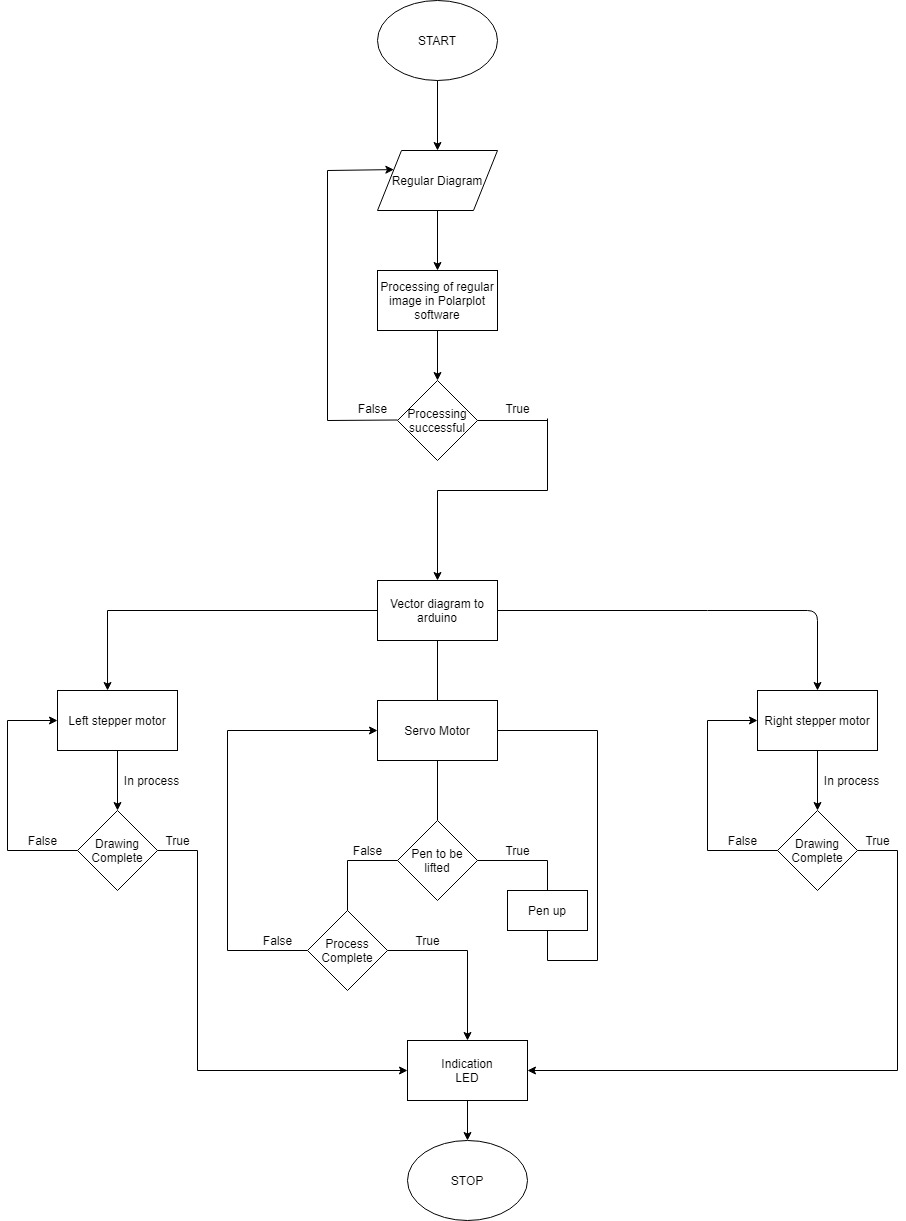 START
Regular Diagram
Processing of regular
image in Polarplot
software
False
True
Processing
successful
Vector diagram to
arduino
Left stepper motor
Servo Motor
Right stepper motor
In process
In process
False
Drawing
Complete
True
False
Pen to be
lifted
True
False
Drawing
Complete
True
Pen up
False
Process
Complete
True
Indication
LED
STOP